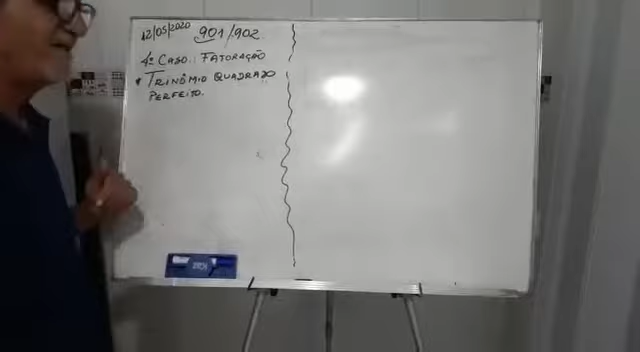 12/05/2020 901/902
4º CASO: FATORAÇÃO
* TRINÔMIO QUADRADO
PERFEITO.